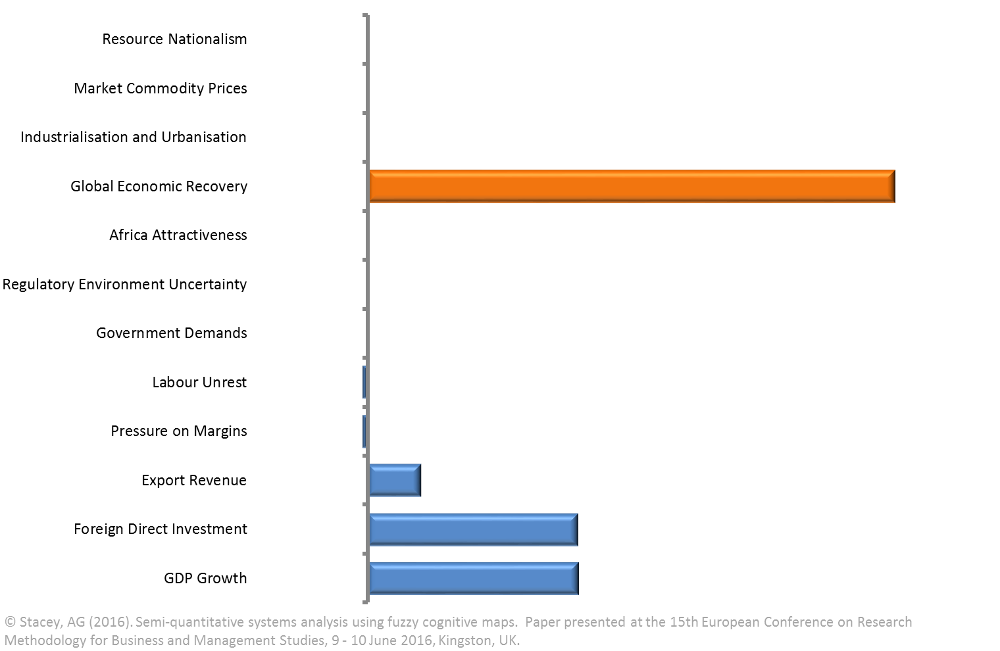 Resource Nationalism
Market Commodity Prices
Industrialisation and Urbanisation
Global Economic Recovery
Africa Attractiveness
Regulatory Environment Uncertainty
Government Demands
Labour Unrest
Pressure on Margins
Export Revenue
Foreign Direct Investment
GDP Growth
© Stacey, AG (2016). Semi-quantitative systems analysis using fuzzy cognitive maps.  Paper presented at the 15th European Conference on Research
Methodology for Business and Management Studies, 9 - 10 June 2016, Kingston, UK.